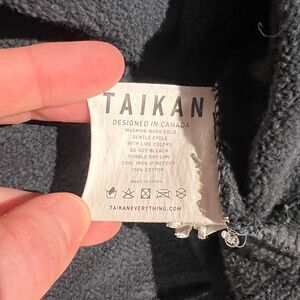 TAIKAN
DESIGNED IN CANADA
MACHINE WASH COLD
GENTLE CYCLE
WITH LIKE COLORS
DO NOT BLEACH
TUMBLE DRY LOW
COOL IRON IF NEEDED
100% COTTON
MADE IN CHINA
TAIKANEVERYTHING.COM